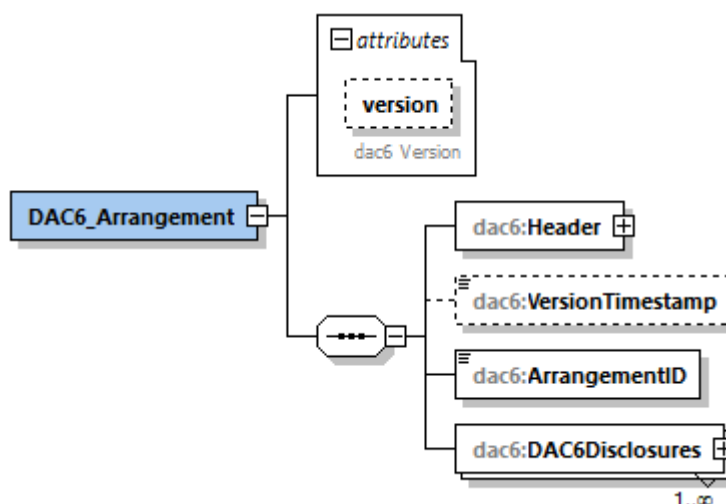 attributes
version
dac6 Version
DAC6_Arrangement
dac6:Header
dac6:VersionTimestamp
dac6:ArrangementID
dac6:DAC6Disclosures
1..∞